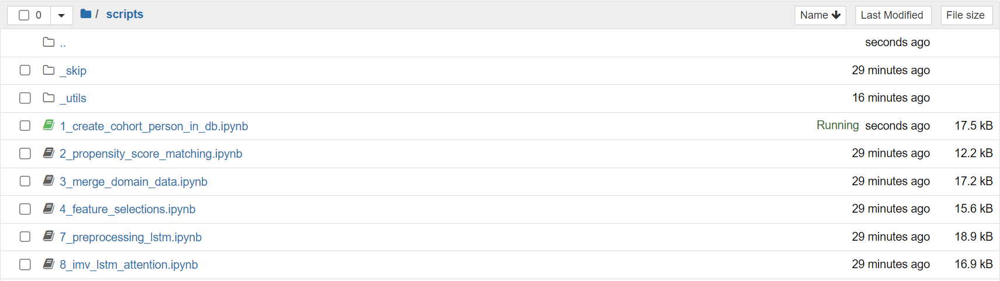 0 / scripts Name Last Modified File size
.. seconds ago
_skip 29 minutes ago
_utils 16 minutes ago
1_create_cohort_person_in_db.ipynb Running seconds ago 17.5 kB
2_propensity_score_matching.ipynb 29 minutes ago 12.2 kB
3_merge_domain_data.ipynb 29 minutes ago 17.2 kB
4_feature_selections.ipynb 29 minutes ago 15.6 kB
7_preprocessing_lstm.ipynb 29 minutes ago 18.9 kB
8_imv_lstm_attention.ipynb 29 minutes ago 16.9 kB